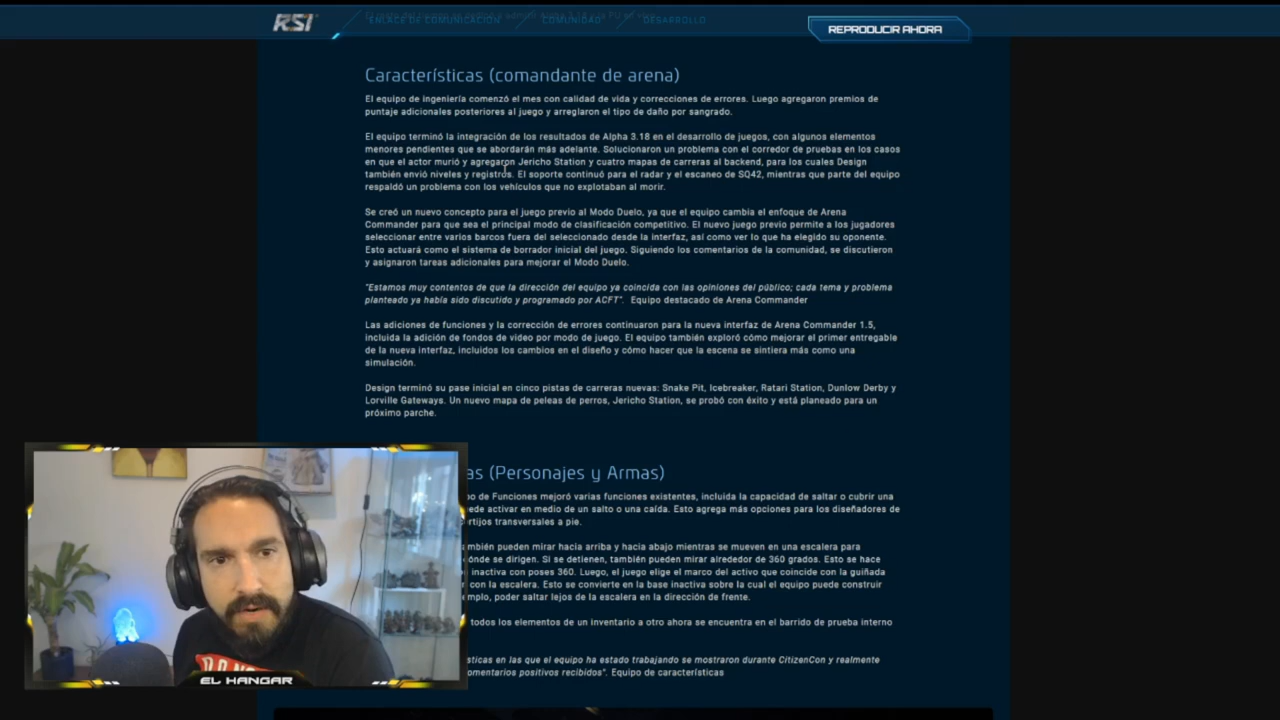 RSI
ENLACE DE COMUNICACIÓN
COMUNIDAD
DESARROLLO
REPRODUCIR AHORA
Características (comandante de arena)
El equipo de ingeniería comenzó el mes con calidad de vida y correcciones de errores. Luego agregaron premios de
puntaje adicionales posteriores al juego y arreglaron el tipo de daño por sangrado.
El equipo terminó la integración de los resultados de Alpha 3.18 en el desarrollo de juegos, con algunos elementos
menores pendientes que se abordarán más adelante. Solucionaron un problema con el corredor de pruebas en los casos
en que el actor murió y agregaron Jericho Station y cuatro mapas de carreras al backend, para los cuales Design
también envió niveles y registros. El soporte continuó para el radar y el escaneo de SQ42, mientras que parte del equipo
respaldó un problema con los vehículos que no explotaban al morir.
Se creó un nuevo concepto para el juego previo al Modo Duelo, ya que el equipo cambia el enfoque de Arena
Commander para que sea el principal modo de clasificación competitivo. El nuevo juego previo permite a los jugadores
seleccionar entre varios barcos fuera del seleccionado desde la interfaz, así como ver lo que ha elegido su oponente.
Esto actuará como el sistema de borrador inicial del juego. Siguiendo los comentarios de la comunidad, se discutieron
y asignaron tareas adicionales para mejorar el Modo Duelo.
"Estamos muy contentos de que la dirección del equipo ya coincida con las opiniones del público; cada tema y problema
planteado ya había sido discutido y programado por ACFT". Equipo destacado de Arena Commander
Las adiciones de funciones y la corrección de errores continuaron para la nueva interfaz de Arena Commander 1.5,
incluida la adición de fondos de video por modo de juego. El equipo también exploró cómo mejorar el primer entregable
de la nueva interfaz, incluidos los cambios en el diseño y cómo hacer que la escena se sintiera más como una
simulación.
Design terminó su pase inicial en cinco pistas de carreras nuevas: Snake Pit, Icebreaker, Ratari Station, Dunlow Derby y
Lorville Gateways. Un nuevo mapa de peleas de perros, Jericho Station, se probó con éxito y está planeado para un
próximo parche.
as (Personajes y Armas)
po de Funciones mejoró varias funciones existentes, incluida la capacidad de saltar o cubrir una
ede activar en medio de un salto o una caída. Esto agrega más opciones para los diseñadores de
ertijos transversales a pie.
mbién pueden mirar hacia arriba y hacia abajo mientras se mueven en una escalera para
ónde se dirigen. Si se detienen, también pueden mirar alrededor de 360 grados. Esto se hace
inactiva con poses 360. Luego, el juego elige el marco del activo que coincide con la guiñada
con la escalera. Esto se convierte en la base inactiva sobre la cual el equipo puede construir
mplo, poder saltar lejos de la escalera en la dirección de frente.
todos los elementos de un inventario a otro ahora se encuentra en el barrido de prueba interno
sticas en las que el equipo ha estado trabajando se mostraron durante CitizenCon y realmente
omentarios positivos recibidos". Equipo de características
EL HANGAR